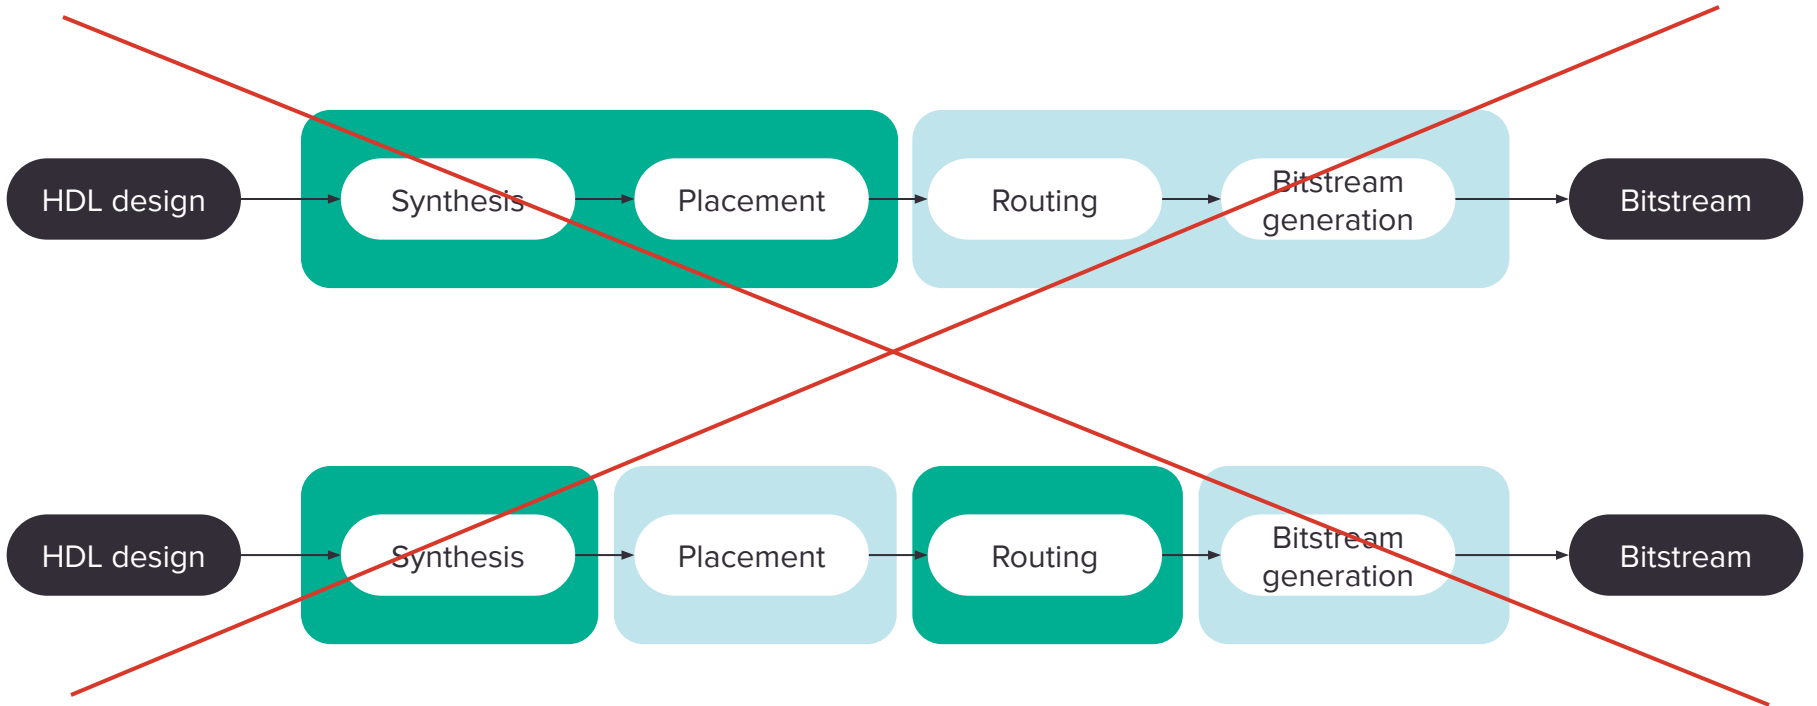 HDL design
Synthesis
Placement
Routing
Bitstream
generation
Bitstream
HDL design
Synthesis
Placement
Routing
Bitstream
generation
Bitstream